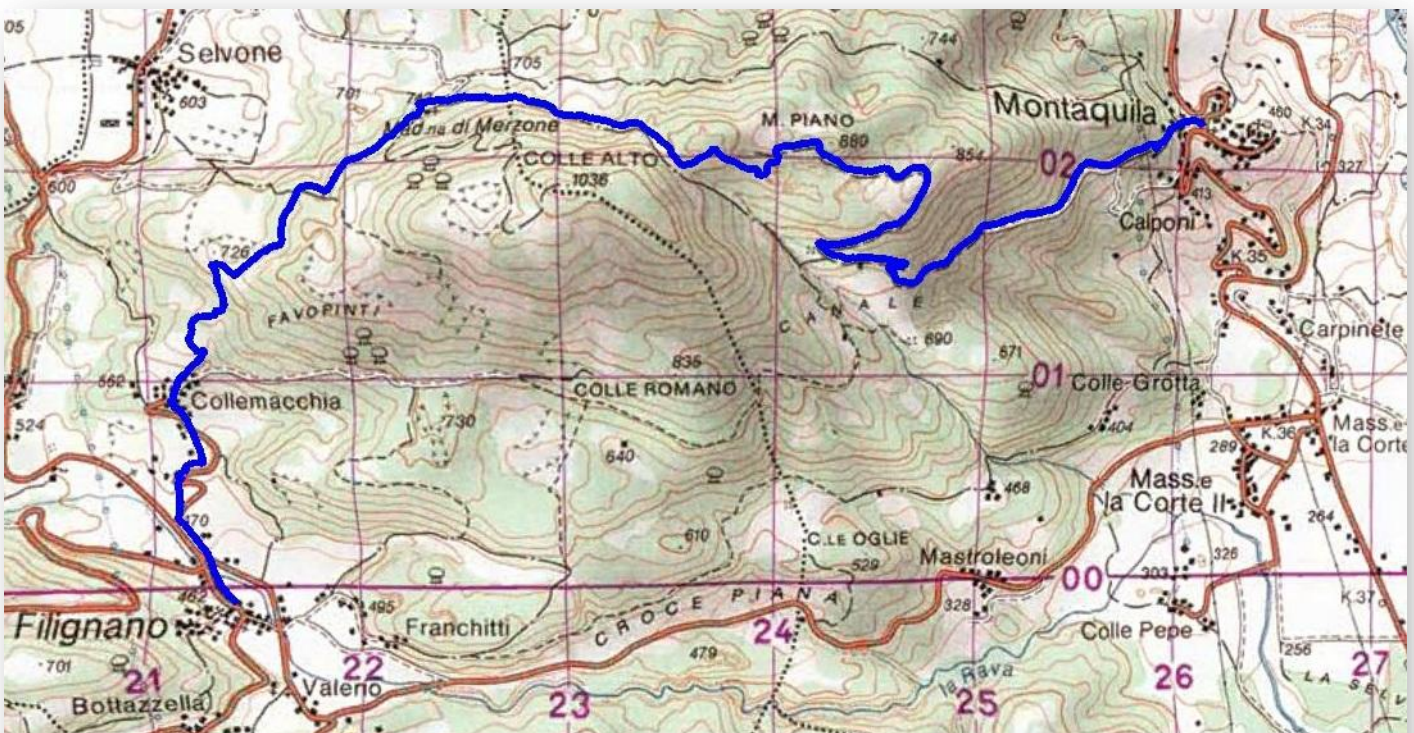 05
Selvone
603
705
701
744
Montaquila
460
K.34
327
Mad.na di Merzone
M. PIANO
880
854
02
COLLE ALTO
1036
600
413
Calponi
K.35
726
CANALE
FAVOPINTI
690
671
Carpinete
835
01
552
COLLE ROMANO
Colle Grotta
Collemacchia
524
730
640
404
K.36
Mass.e
la Corte
289
Mass.e
la Corte II
468
264
C.LE OGLIE
610
529
Mastroleoni
326
303
00
328
K.37
462
495
CROCE PIANA
Filignano
Franchitti
24
Colle Pepe
701
479
256
21
22
la Rava
26
27
LA SELV
Valerio
Bottazzella
23
25